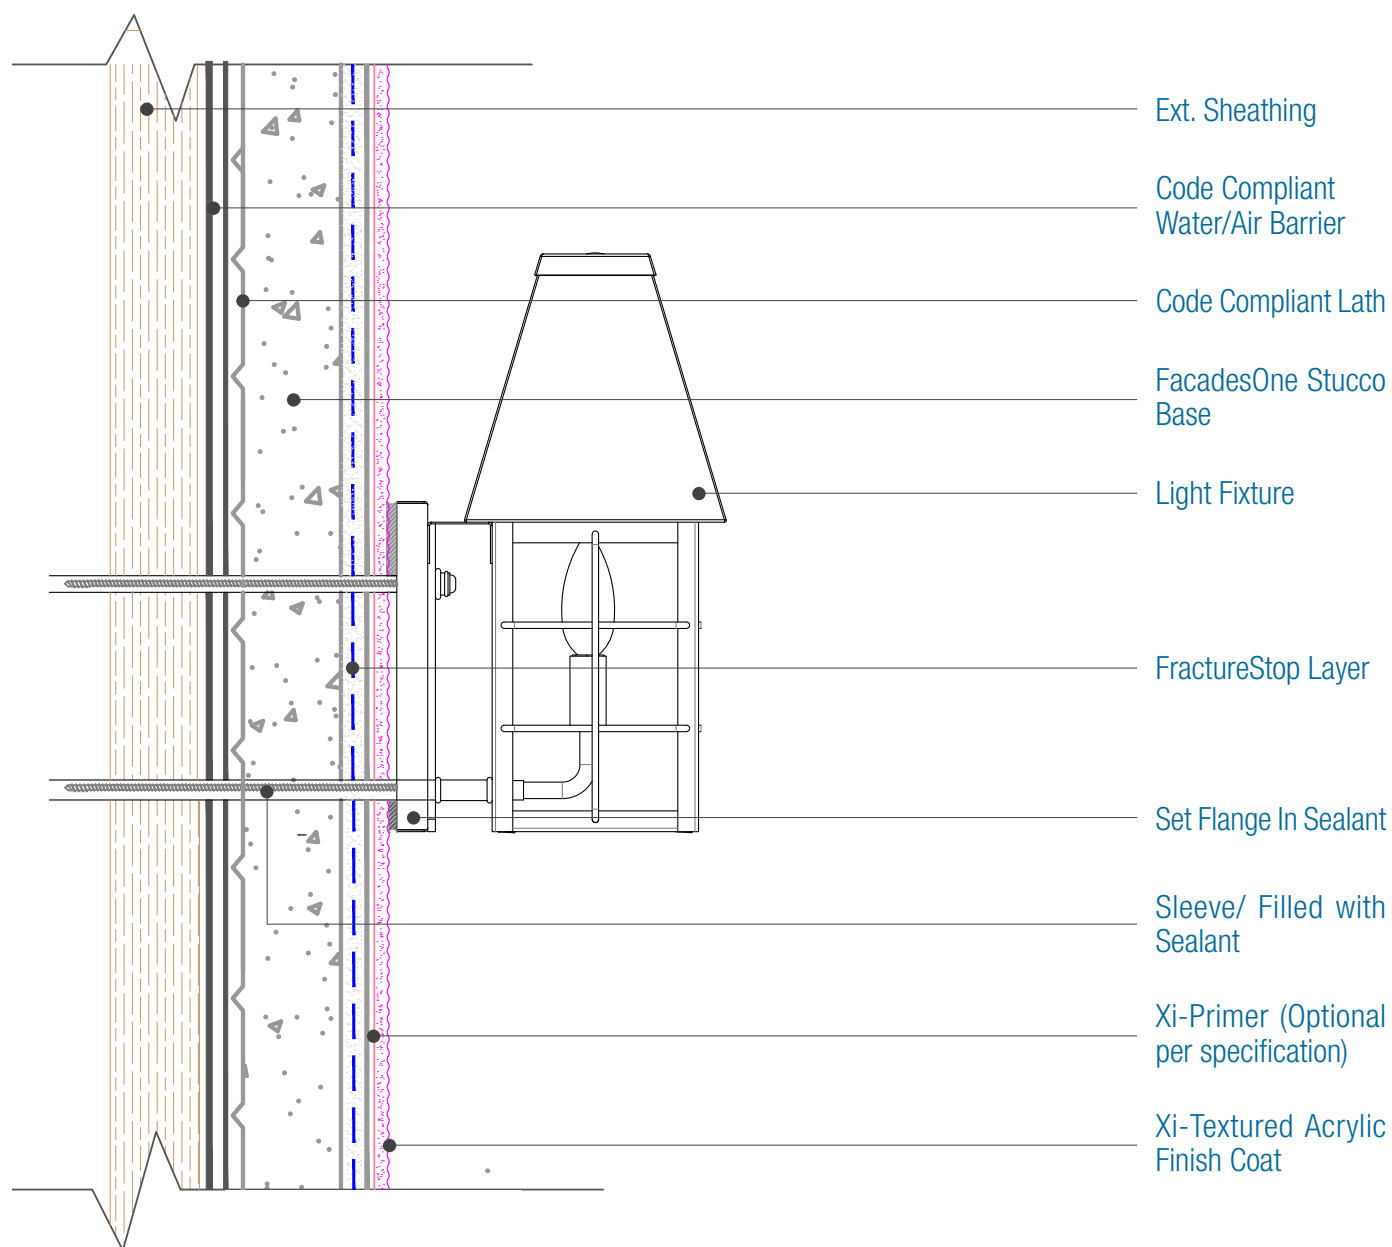 Ext. Sheathing
Code Compliant
Water/Air Barrier
Code Compliant Lath
FacadesOne Stucco
Base
Light Fixture
FractureStop Layer
Set Flange In Sealant
Sleeve/ Filled with
Sealant
Xi-Primer (Optional
per specification)
Xi-Textured Acrylic
Finish Coat